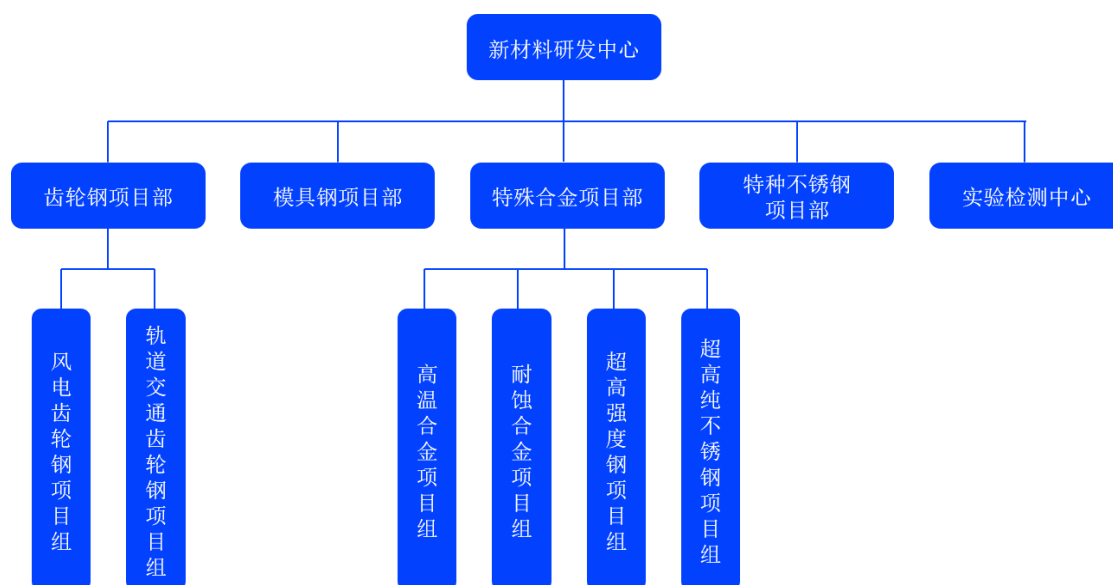 新材料研发中心
齿轮钢项目部
模具钢项目部
特殊合金项目部
特种不锈钢
项目部
实验检测中心
风电齿轮钢项目组
轨道交通齿轮钢项目组
高温合金项目组
耐蚀合金项目组
超高强度钢项目组
超高纯不锈钢项目组